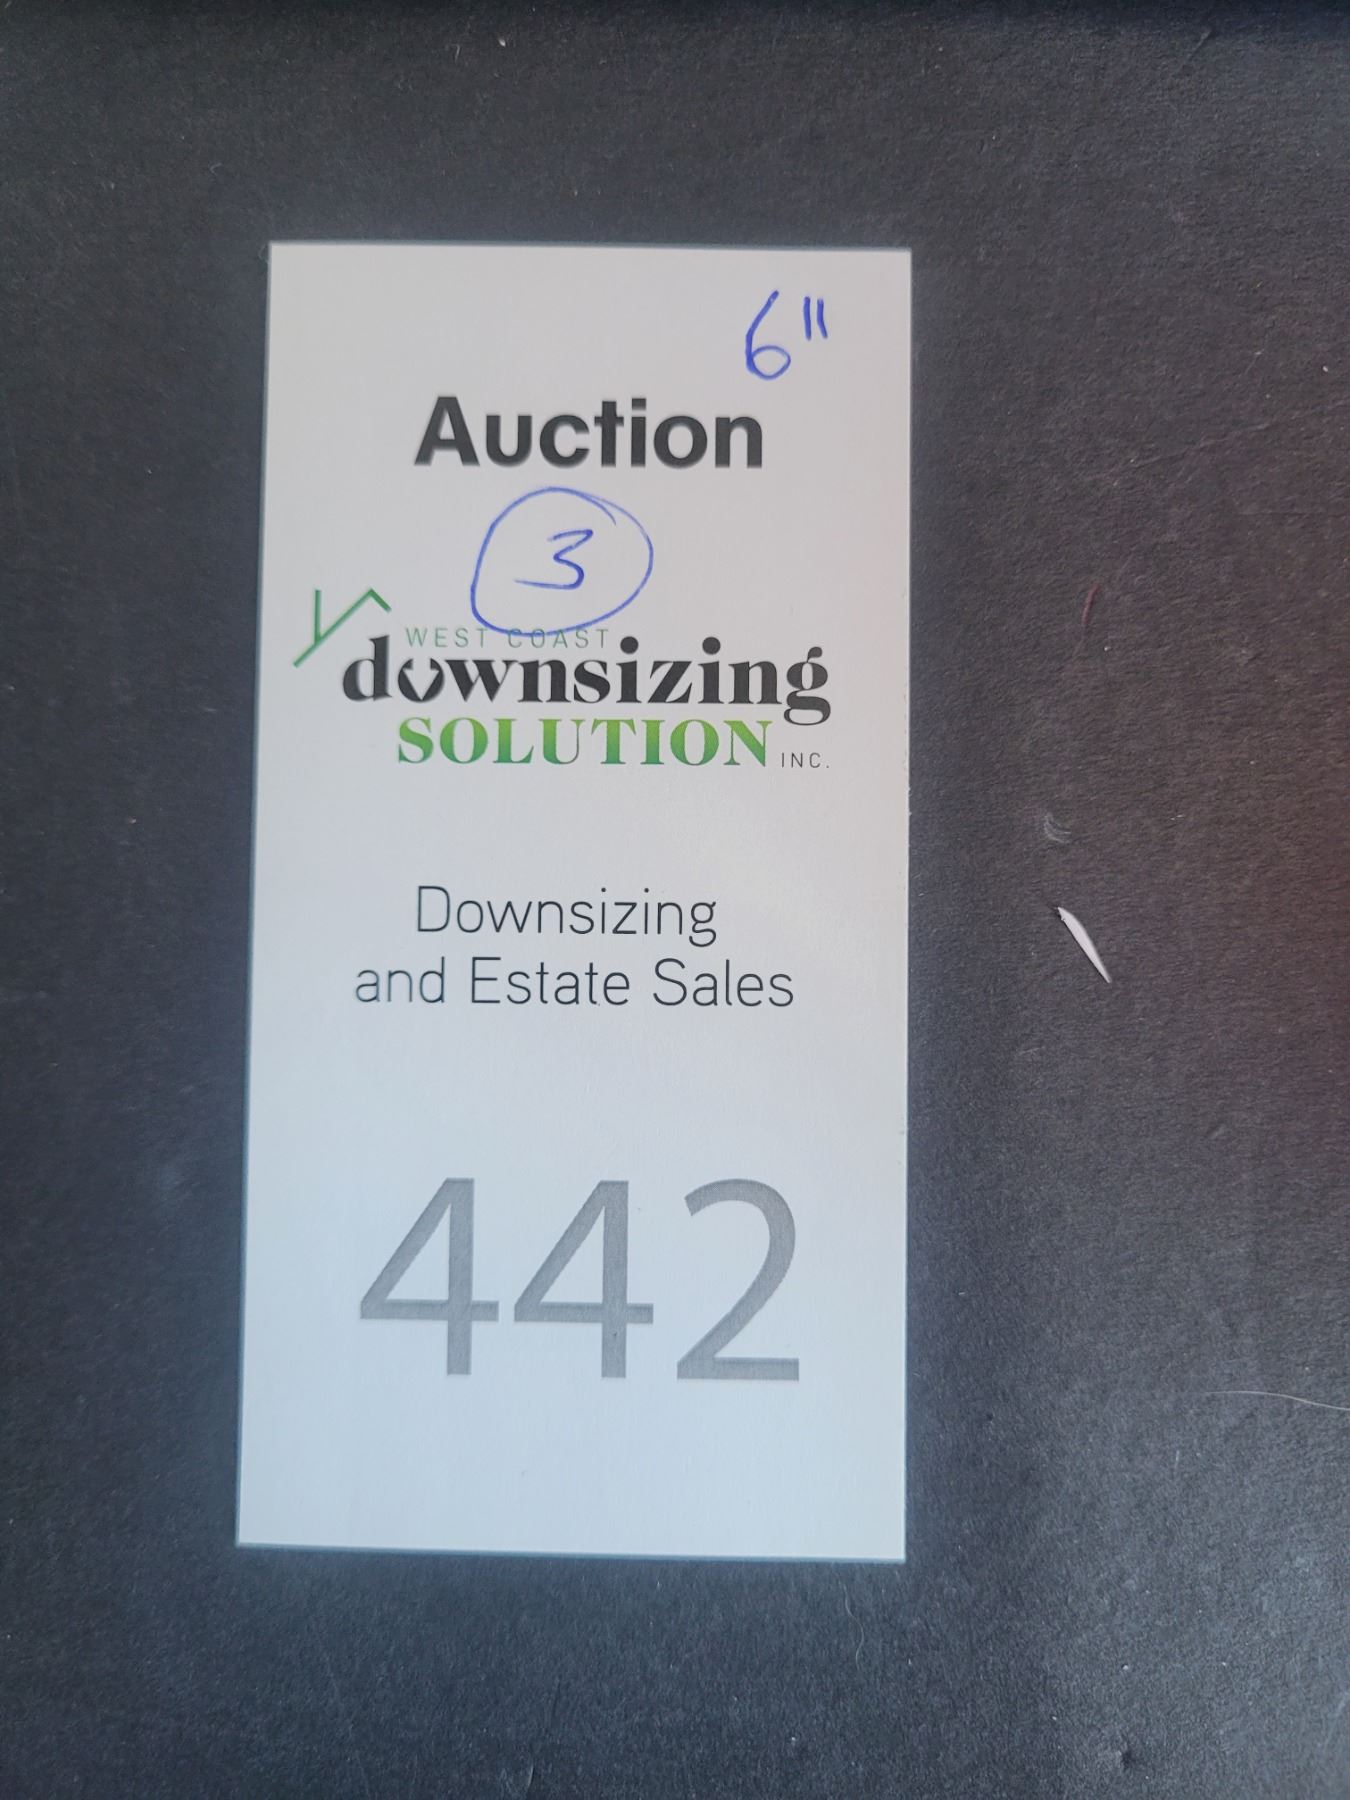 6"
Auction
3
WEST COAST
downsizing
SOLUTION INC.
Downsizing
and Estate Sales
442